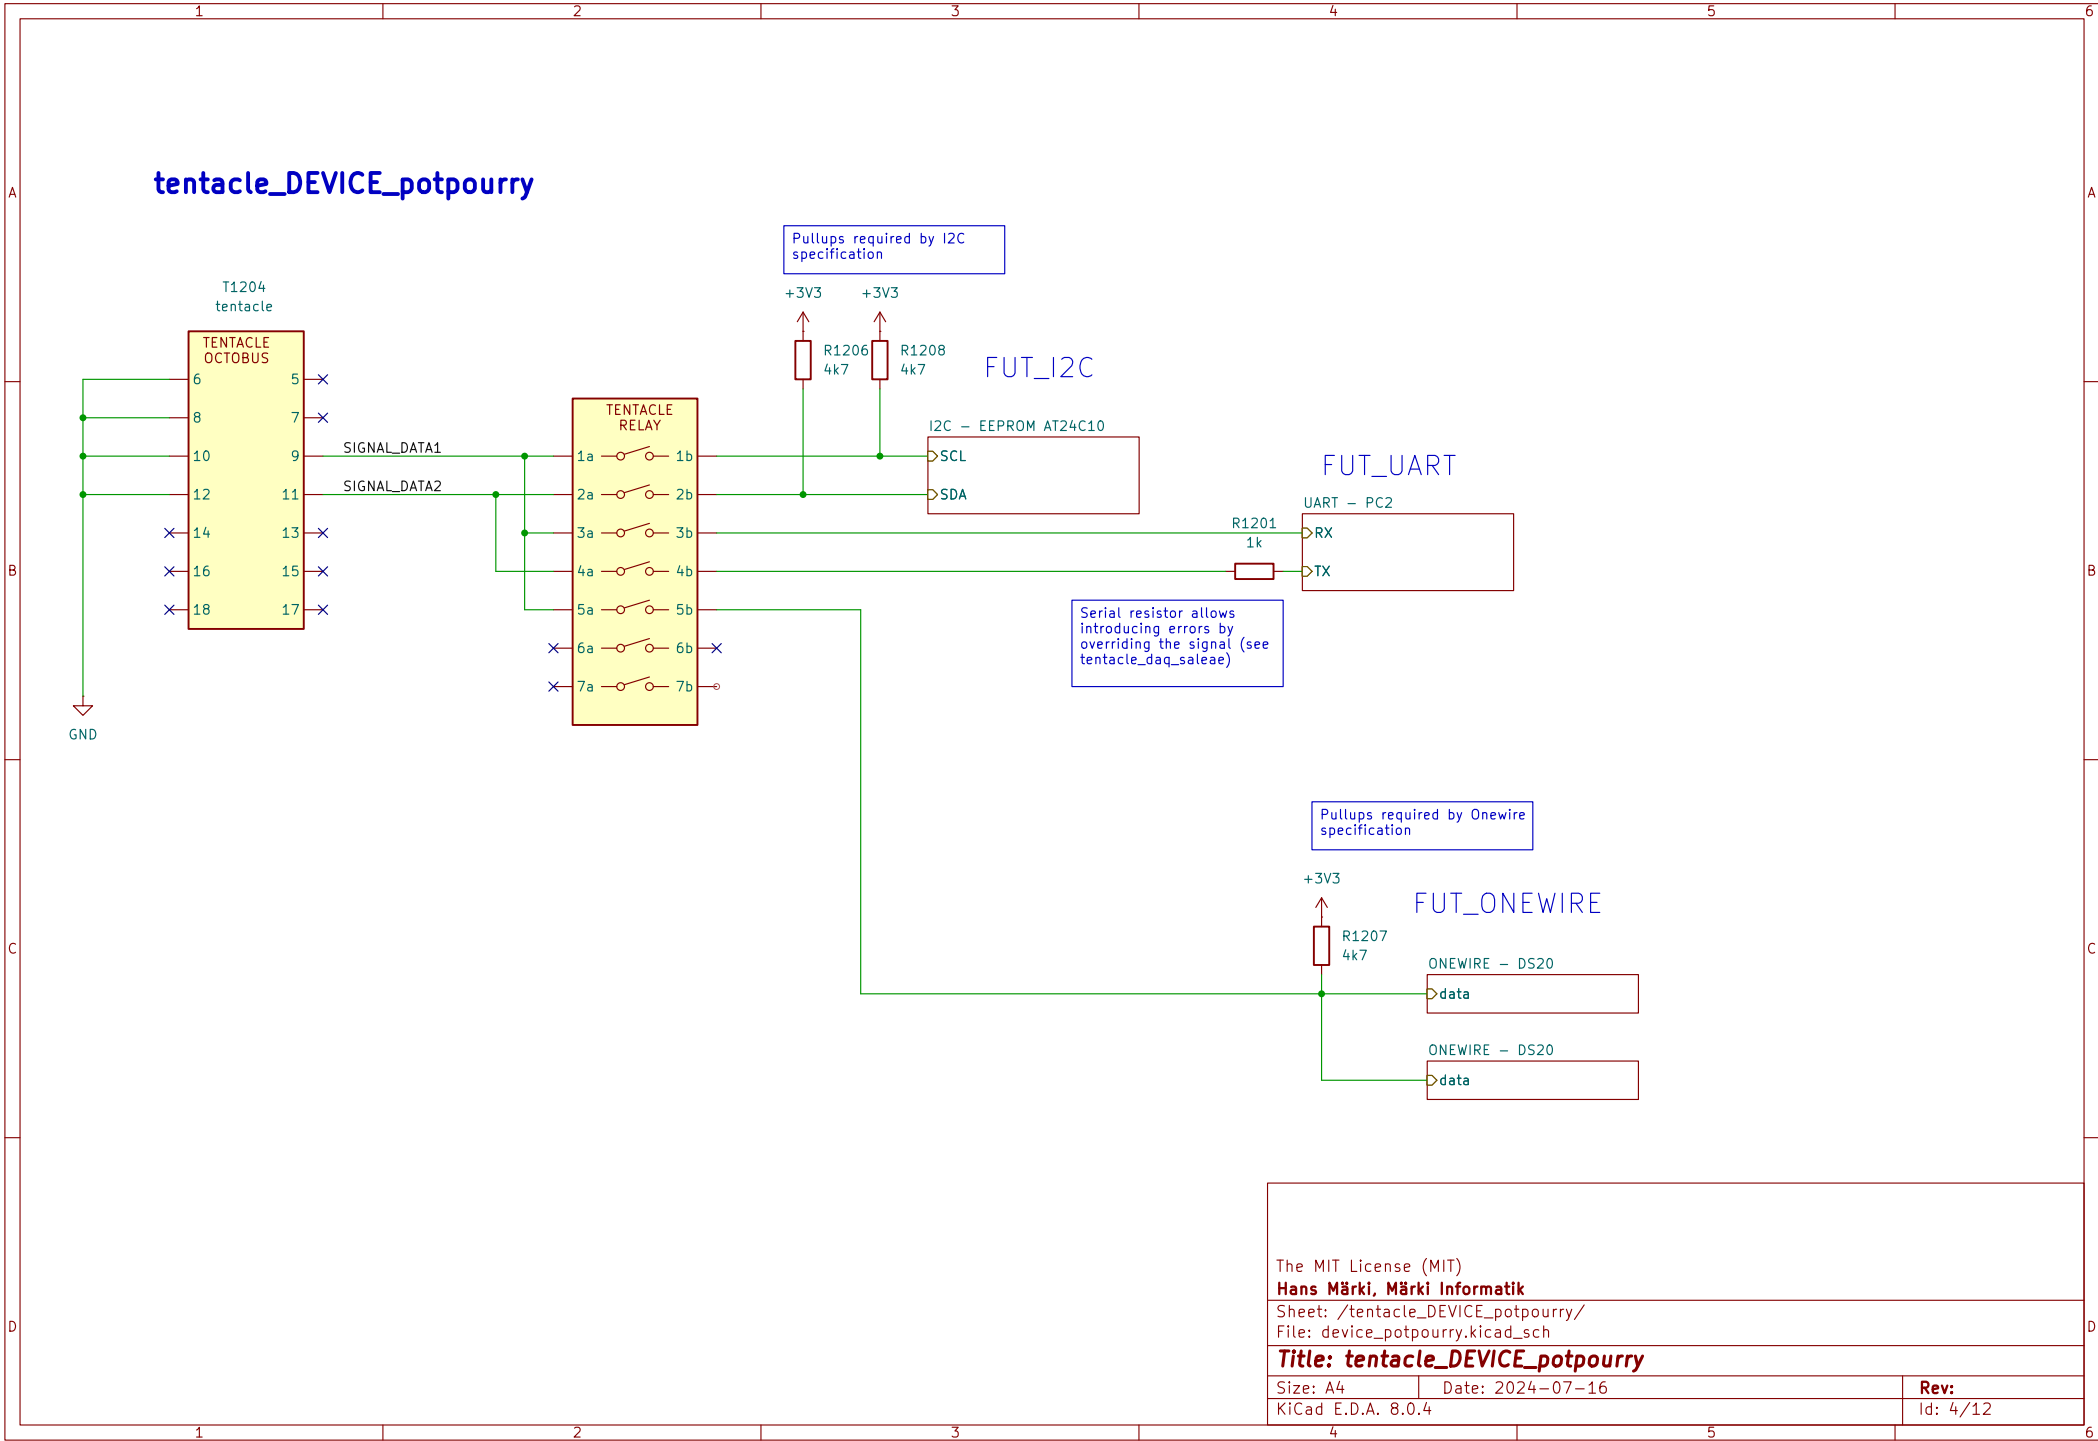 1 2 3 4 5 6
A A
B B
C C
D D
tentacle_DEVICE_potpourry
Pullups required by I2C
specification
T1204
tentacle
TENTACLE
OCTOBUS
6 5
8 7
10 9
12 11
14 13
16 15
18 17
GND
SIGNAL_DATA1
SIGNAL_DATA2
TENTACLE
RELAY
1a 1b
2a 2b
3a 3b
4a 4b
5a 5b
6a 6b
7a 7b
+3V3 +3V3
R1206
4k7
R1208
4k7
FUT_I2C
I2C - EEPROM AT24C10
SCL
SDA
FUT_UART
UART - PC2
RX
TX
R1201
1k
Serial resistor allows
introducing errors by
overriding the signal (see
tentacle_daq_saleae)
Pullups required by Onewire
specification
+3V3
R1207
4k7
FUT_ONEWIRE
ONEWIRE - DS20
data
ONEWIRE - DS20
data
The MIT License (MIT)
Hans Märki, Märki Informatik
Sheet: /tentacle_DEVICE_potpourry/
File: device_potpourry.kicad_sch
Title: tentacle_DEVICE_potpourry
Size: A4 Date: 2024-07-16 Rev:
KiCad E.D.A. 8.0.4 Id: 4/12
1 2 3 4 5 6